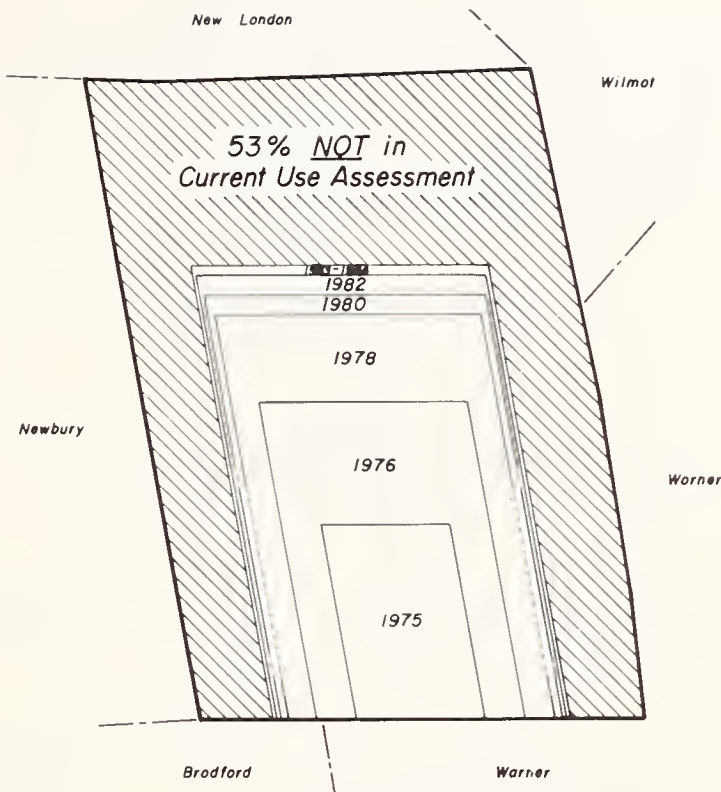 New London
Wilmot
53% NOT in
Current Use Assessment
1982
1980
1978
Newbury
1976
Worner
1975
Brodford
Warner